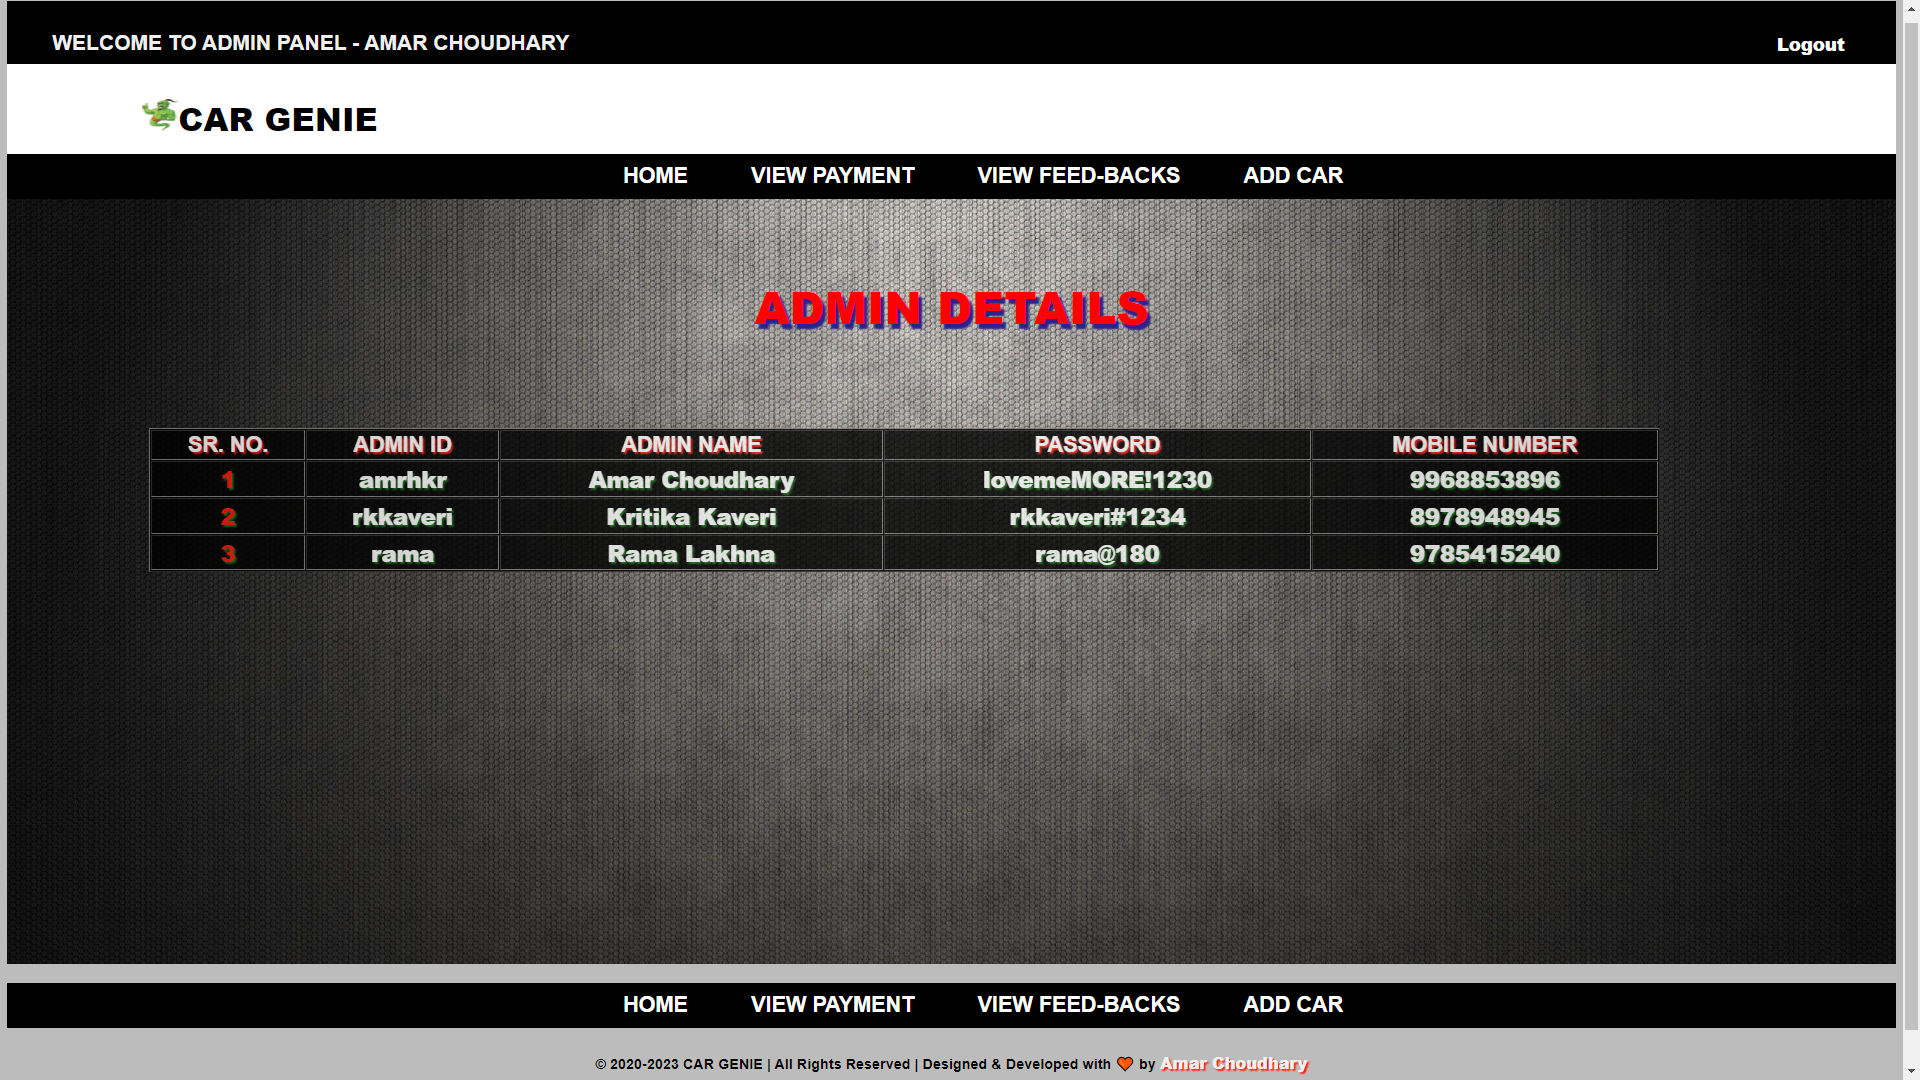 WELCOME TO ADMIN PANEL - AMAR CHOUDHARY
Logout
CAR GENIE
HOME VIEW PAYMENT VIEW FEED-BACKS ADD CAR
ADMIN DETAILS
SR. NO. ADMIN ID ADMIN NAME PASSWORD MOBILE NUMBER
1 amrhkr Amar Choudhary lovemeMORE!1230 9968853896
2 rkkaveri Kritika Kaveri rkkaveri#1234 8978948945
3 rama Rama Lakhna rama@180 9785415240
HOME VIEW PAYMENT VIEW FEED-BACKS ADD CAR
© 2020-2023 CAR GENIE | All Rights Reserved | Designed & Developed with 🧡 by Amar Choudhary